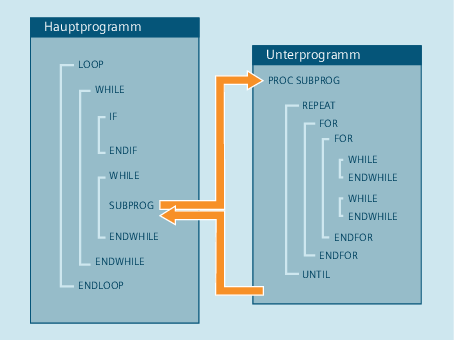 Hauptprogramm
LOOP
WHILE
IF
ENDIF
WHILE
SUBPROG
ENDWHILE
ENDWHILE
ENDLOOP
Unterprogramm
PROC SUBPROG
REPEAT
FOR
FOR
WHILE
ENDWHILE
WHILE
ENDWHILE
ENDFOR
ENDFOR
UNTIL